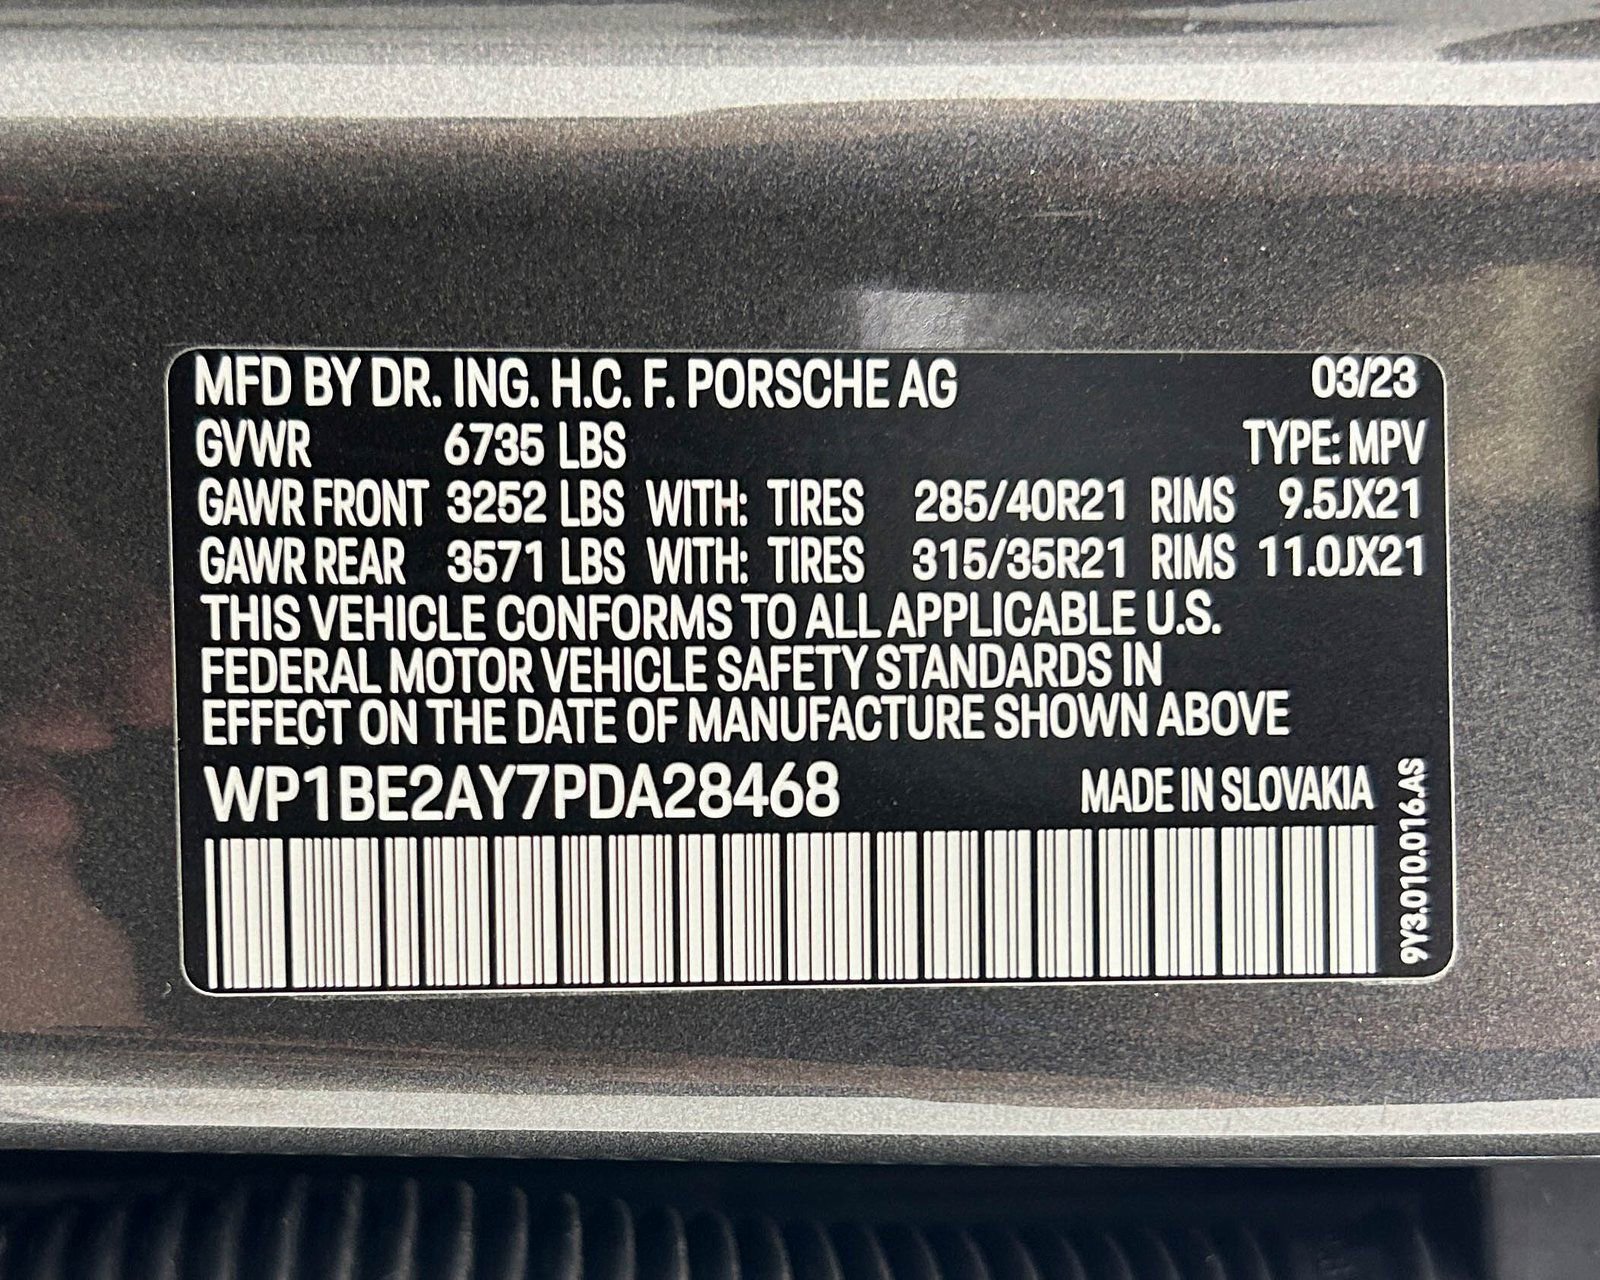 MFD BY DR. ING. H.C. F. PORSCHE AG 03/23
GVWR 6735 LBS TYPE: MPV
GAWR FRONT 3252 LBS WITH: TIRES 285/40R21 RIMS 9.5JX21
GAWR REAR 3571 LBS WITH: TIRES 315/35R21 RIMS 11.0JX21
THIS VEHICLE CONFORMS TO ALL APPLICABLE U.S.
FEDERAL MOTOR VEHICLE SAFETY STANDARDS IN
EFFECT ON THE DATE OF MANUFACTURE SHOWN ABOVE
WP1BE2AY7PDA28468 MADE IN SLOVAKIA
9Y3.010.016.AS